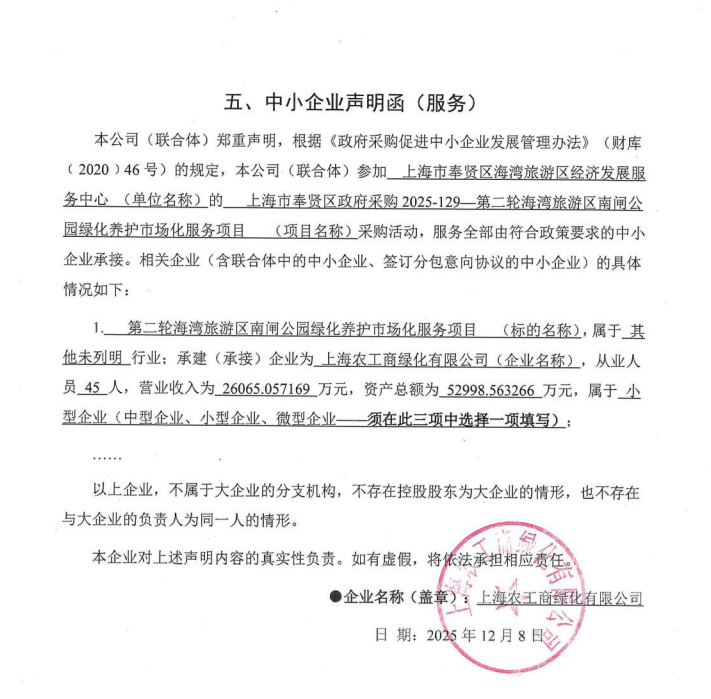 五、中小企业声明函（服务）
本公司（联合体）郑重声明，根据《政府采购促进中小企业发展管理办法》（财库
﹝2020﹞46号）的规定，本公司（联合体）参加 上海市奉贤区海湾旅游区经济发展服
务中心 （单位名称）的 上海市奉贤区政府采购2025-129—第二轮海湾旅游区南闸公
园绿化养护市场化服务项目 （项目名称）采购活动，服务全部由符合政策要求的中小
企业承接。相关企业（含联合体中的中小企业、签订分包意向协议的中小企业）的具体
情况如下：
1. 第二轮海湾旅游区南闸公园绿化养护市场化服务项目 （标的名称），属于 其
他未列明 行业；承建（承接）企业为 上海农工商绿化有限公司（企业名称），从业人
员 45 人，营业收入为 26065.057169 万元，资产总额为 52998.563266 万元，属于 小
型企业（中型企业、小型企业、微型企业——须在此三项中选择一项填写）；
……
以上企业，不属于大企业的分支机构，不存在控股股东为大企业的情形，也不存在
与大企业的负责人为同一人的情形。
本企业对上述声明内容的真实性负责。如有虚假，将依法承担相应责任。
●企业名称（盖章）：上海农工商绿化有限公司
日 期：2025年12月8日
上海农工商绿化有限公司